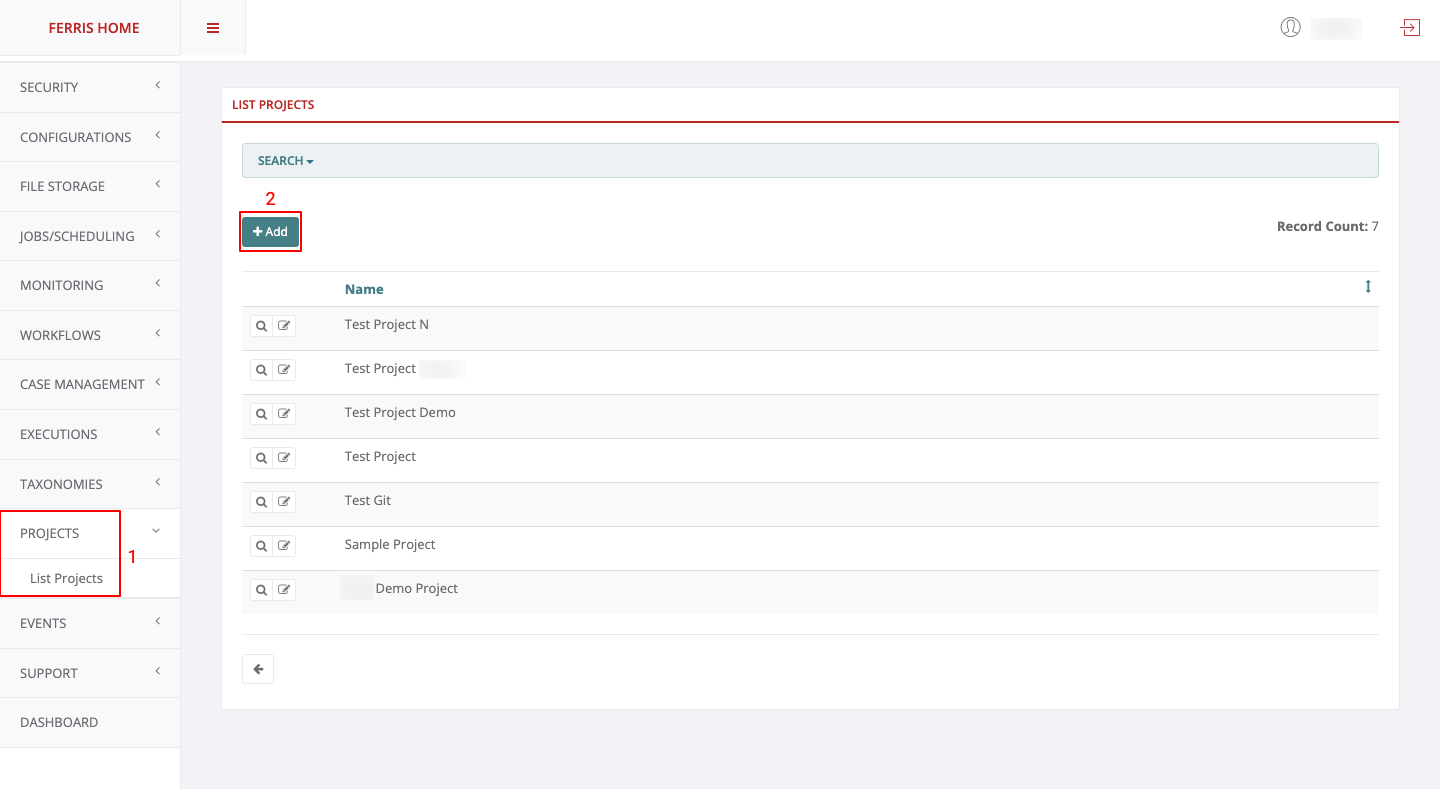 FERRIS HOME
SECURITY
CONFIGURATIONS
FILE STORAGE
JOBS/SCHEDULING
MONITORING
WORKFLOWS
CASE MANAGEMENT
EXECUTIONS
TAXONOMIES
PROJECTS
1
List Projects
EVENTS
SUPPORT
DASHBOARD
LIST PROJECTS
SEARCH
2
Add
Record Count: 7
Name
Test Project N
Test Project
Test Project Demo
Test Project
Test Git
Sample Project
Demo Project